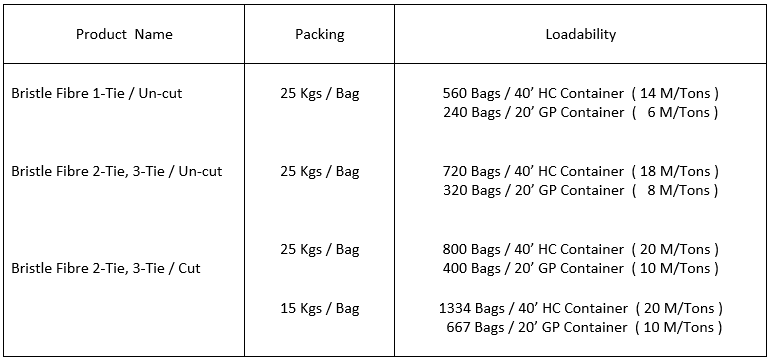 Product Name Packing Loadability
Bristle Fibre 1-Tie / Un-cut 25 Kgs / Bag 560 Bags / 40’ HC Container ( 14 M/Tons )
240 Bags / 20’ GP Container ( 6 M/Tons )
Bristle Fibre 2-Tie, 3-Tie / Un-cut 25 Kgs / Bag 720 Bags / 40’ HC Container ( 18 M/Tons )
320 Bags / 20’ GP Container ( 8 M/Tons )
25 Kgs / Bag 800 Bags / 40’ HC Container ( 20 M/Tons )
Bristle Fibre 2-Tie, 3-Tie / Cut 400 Bags / 20’ GP Container ( 10 M/Tons )
15 Kgs / Bag 1334 Bags / 40’ HC Container ( 20 M/Tons )
667 Bags / 20’ GP Container ( 10 M/Tons )